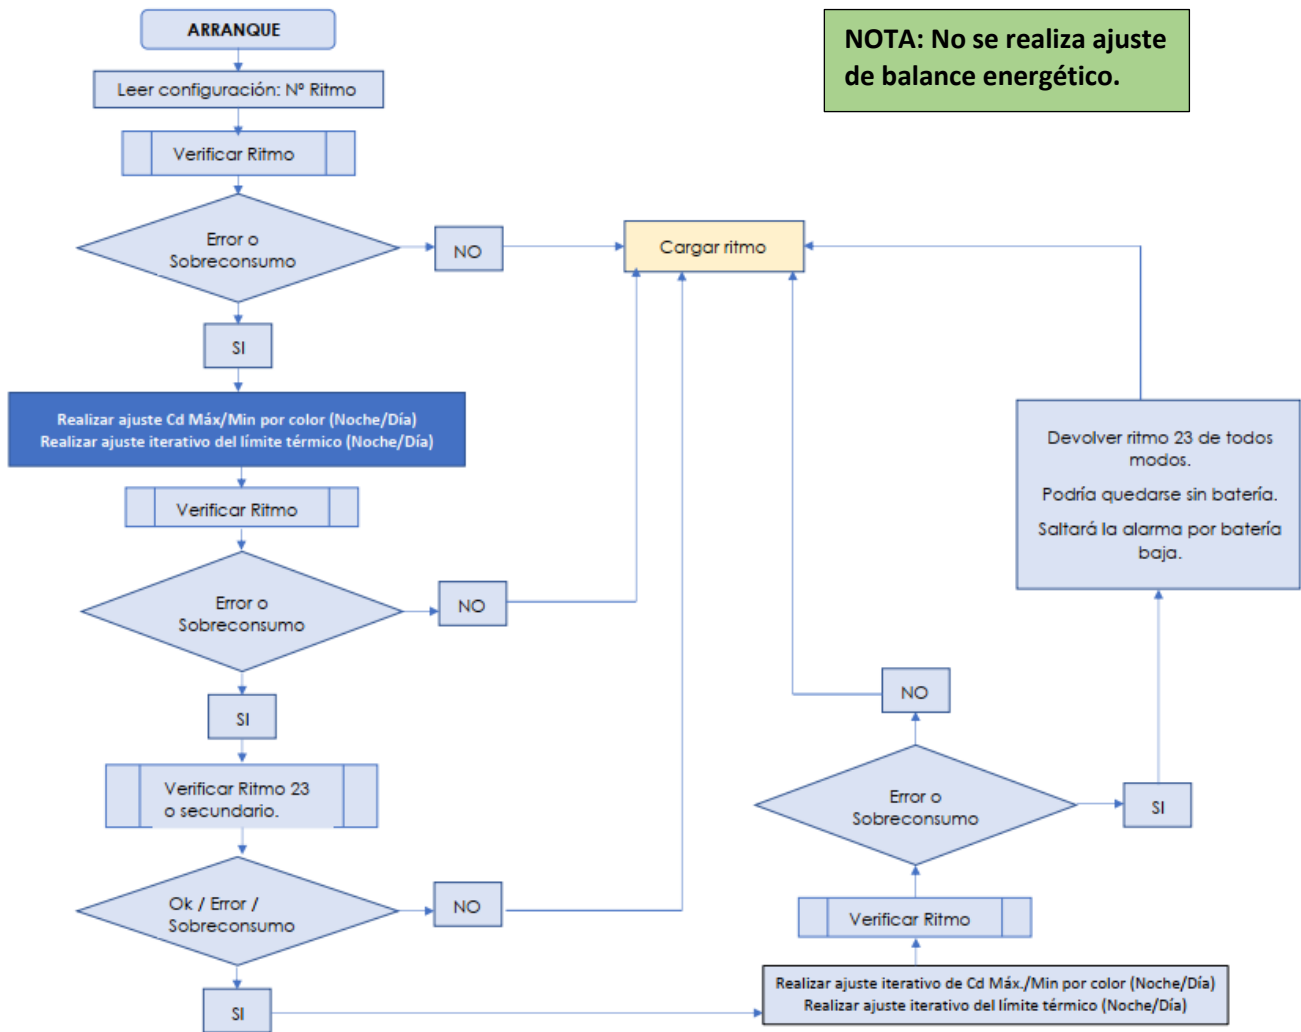 ARRANQUE
NOTA: No se realiza ajuste
de balance energético.
Leer configuración: Nº Ritmo
Verificar Ritmo
Error o
Sobreconsumo
NO
Cargar ritmo
SI
Realizar ajuste Cd Máx/Min por color (Noche/Día)
Realizar ajuste iterativo del límite térmico (Noche/Día)
Verificar Ritmo
Error o
Sobreconsumo
NO
SI
Verificar Ritmo 23
o secundario.
Ok / Error /
Sobreconsumo
NO
SI
Realizar ajuste iterativo de Cd Máx./Min por color (Noche/Día)
Realizar ajuste iterativo del límite térmico (Noche/Día)
Verificar Ritmo
Error o
Sobreconsumo
NO
SI
Devolver ritmo 23 de todos
modos.
Podría quedarse sin batería.
Saltará la alarma por batería
baja.